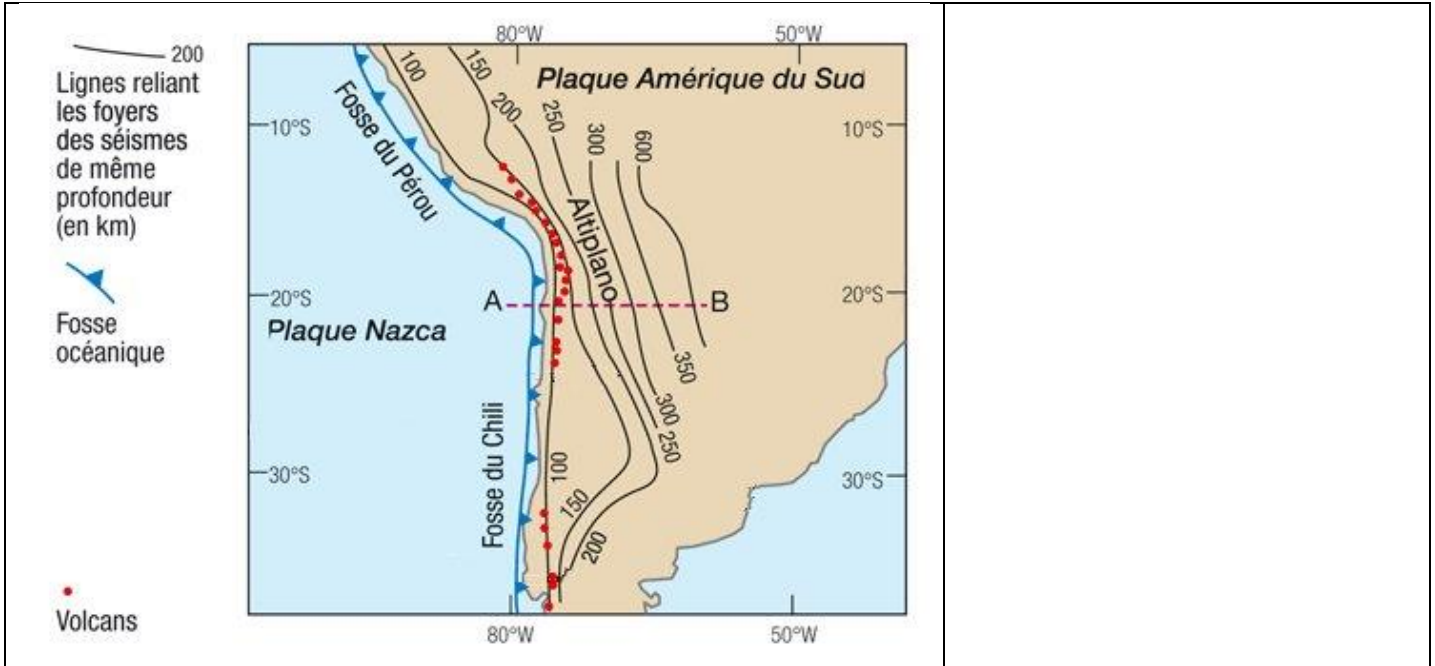 200
Lignes reliant
les foyers
des séismes
de même
profondeur
(en km)
Fosse
océanique
Volcans
80°W
50°W
Plaque Amérique du Sud
100
150
200
250
300
600
10°S
10°S
Fosse du Pérou
Altiplano
20°S
20°S
A
B
Plaque Nazca
350
300
250
Fosse du Chili
100
150
200
30°S
30°S
80°W
50°W